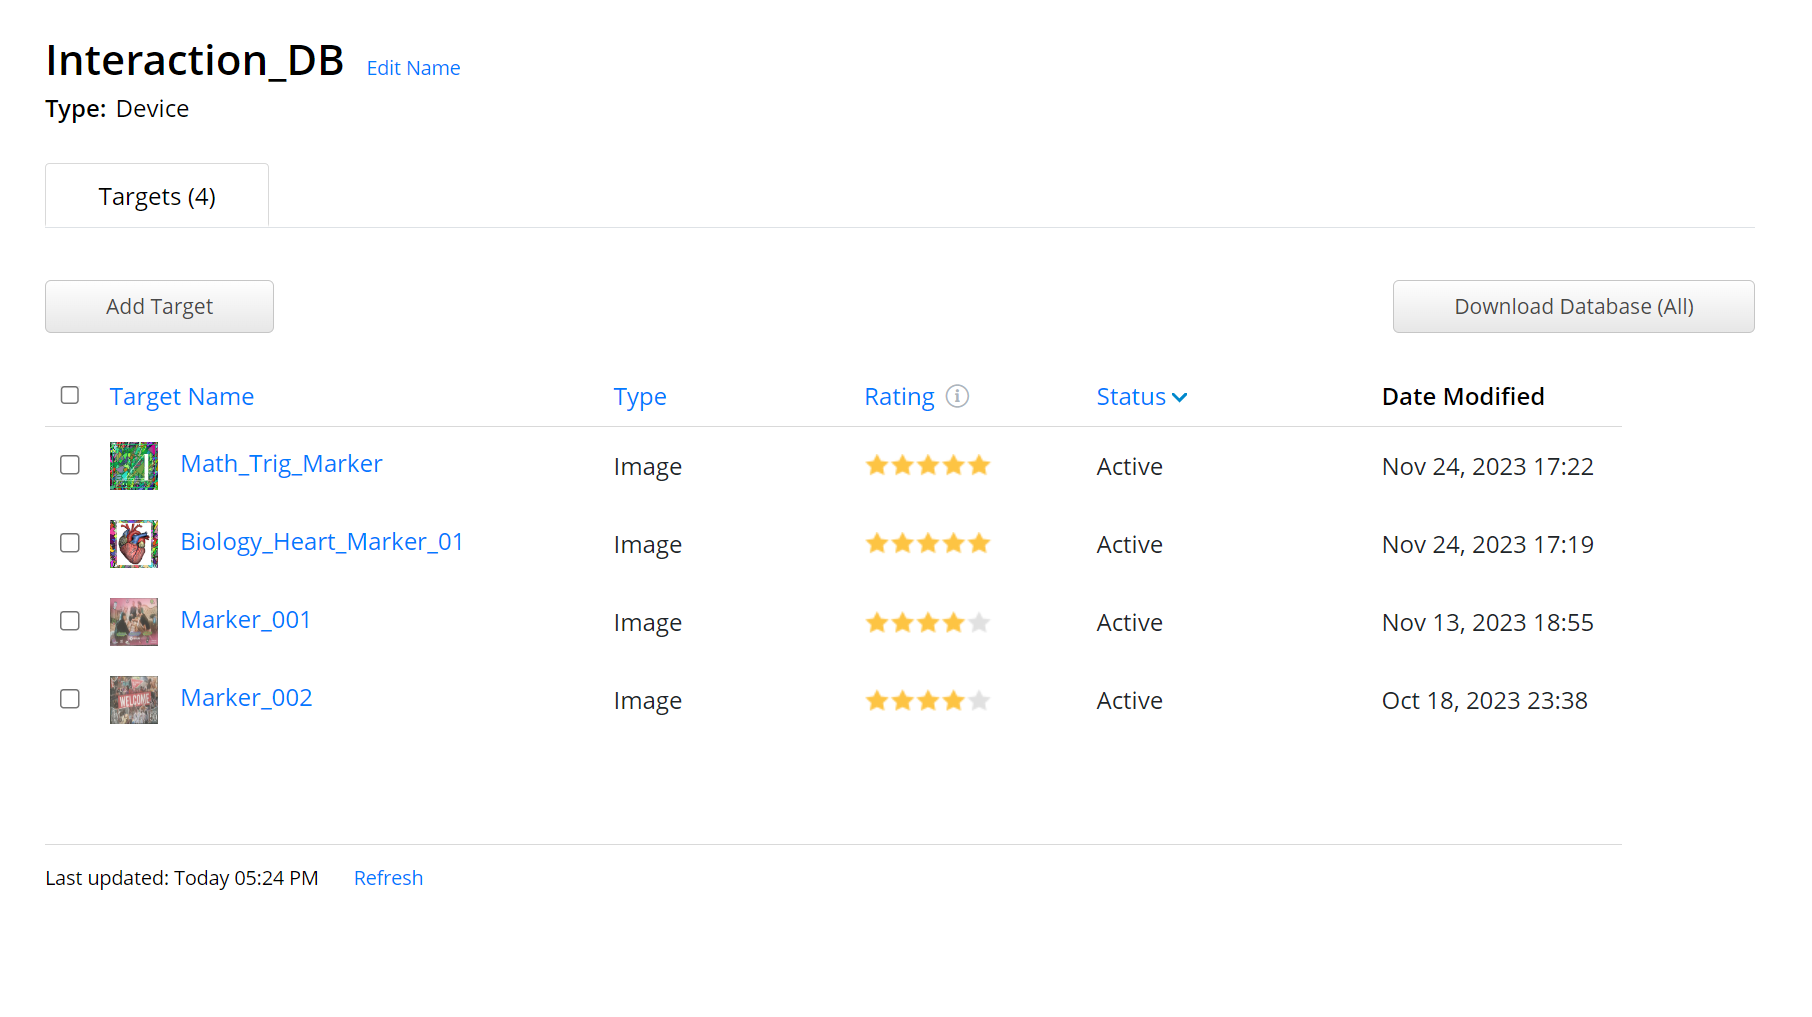 Interaction_DB Edit Name
Type: Device
Targets (4)
Add Target Download Database (All)
Target Name Type Rating Status Date Modified
Math_Trig_Marker Image Active Nov 24, 2023 17:22
Biology_Heart_Marker_01 Image Active Nov 24, 2023 17:19
Marker_001 Image Active Nov 13, 2023 18:55
WELCOME Marker_002 Image Active Oct 18, 2023 23:38
Last updated: Today 05:24 PM Refresh